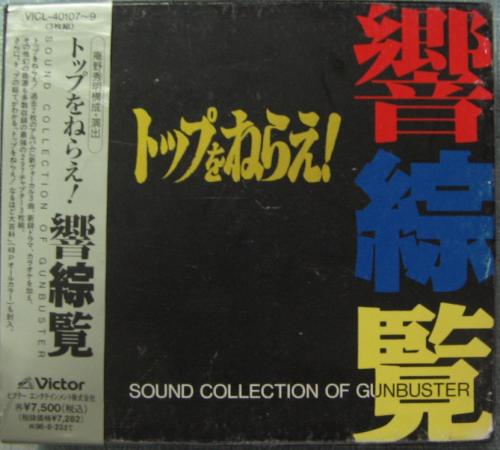 VICL-40107~9
(3枚組)
庵野秀明構成・演出
トップをねらえ!
響綜覧
SOUND COLLECTION OF GUNBUSTER
Victor
ビクター エンタテインメント株式会社
¥7,500(税込)
(税抜価格¥7,282)
トップをねらえ!
響
綜
覧
SOUND COLLECTION OF GUNBUSTER